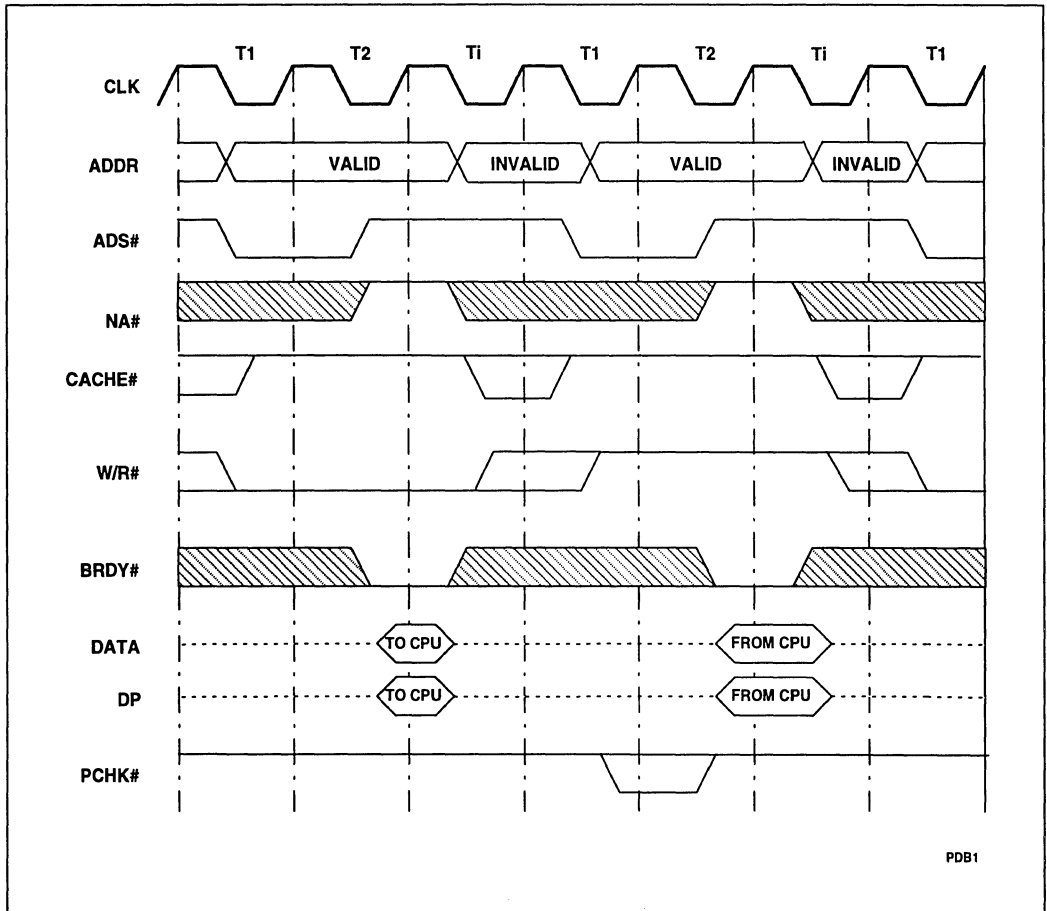 T1 T2 Ti T1 T2 Ti T1
CLK
ADDR VALID INVALID VALID INVALID
ADS#
NA#
CACHE#
W/R#
BRDY#
DATA TO CPU FROM CPU
DP TO CPU FROM CPU
PCHK#
PDB1